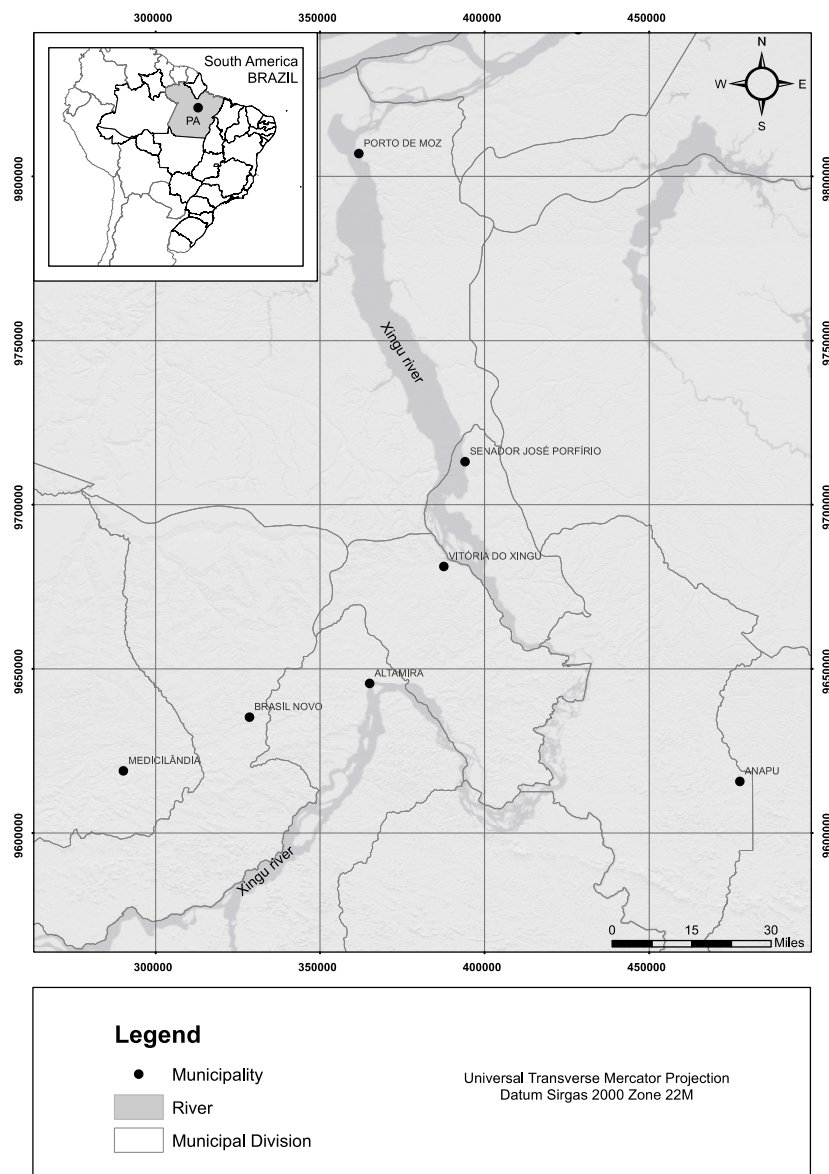 300000 350000 400000 450000
South America
BRAZIL
PA
N
W E
S
PORTO DE MOZ
9800000 9800000
Xingu river
9750000 9750000
SENADOR JOSÉ PORFÍRIO
9700000 9700000
VITÓRIA DO XINGU
9650000 9650000
ALTAMIRA
BRASIL NOVO
MEDICILÂNDIA
ANAPU
9600000 9600000
Xingu river
0 15 30
Miles
300000 350000 400000 450000
Legend
Municipality
River
Municipal Division
Universal Transverse Mercator Projection
Datum Sirgas 2000 Zone 22M